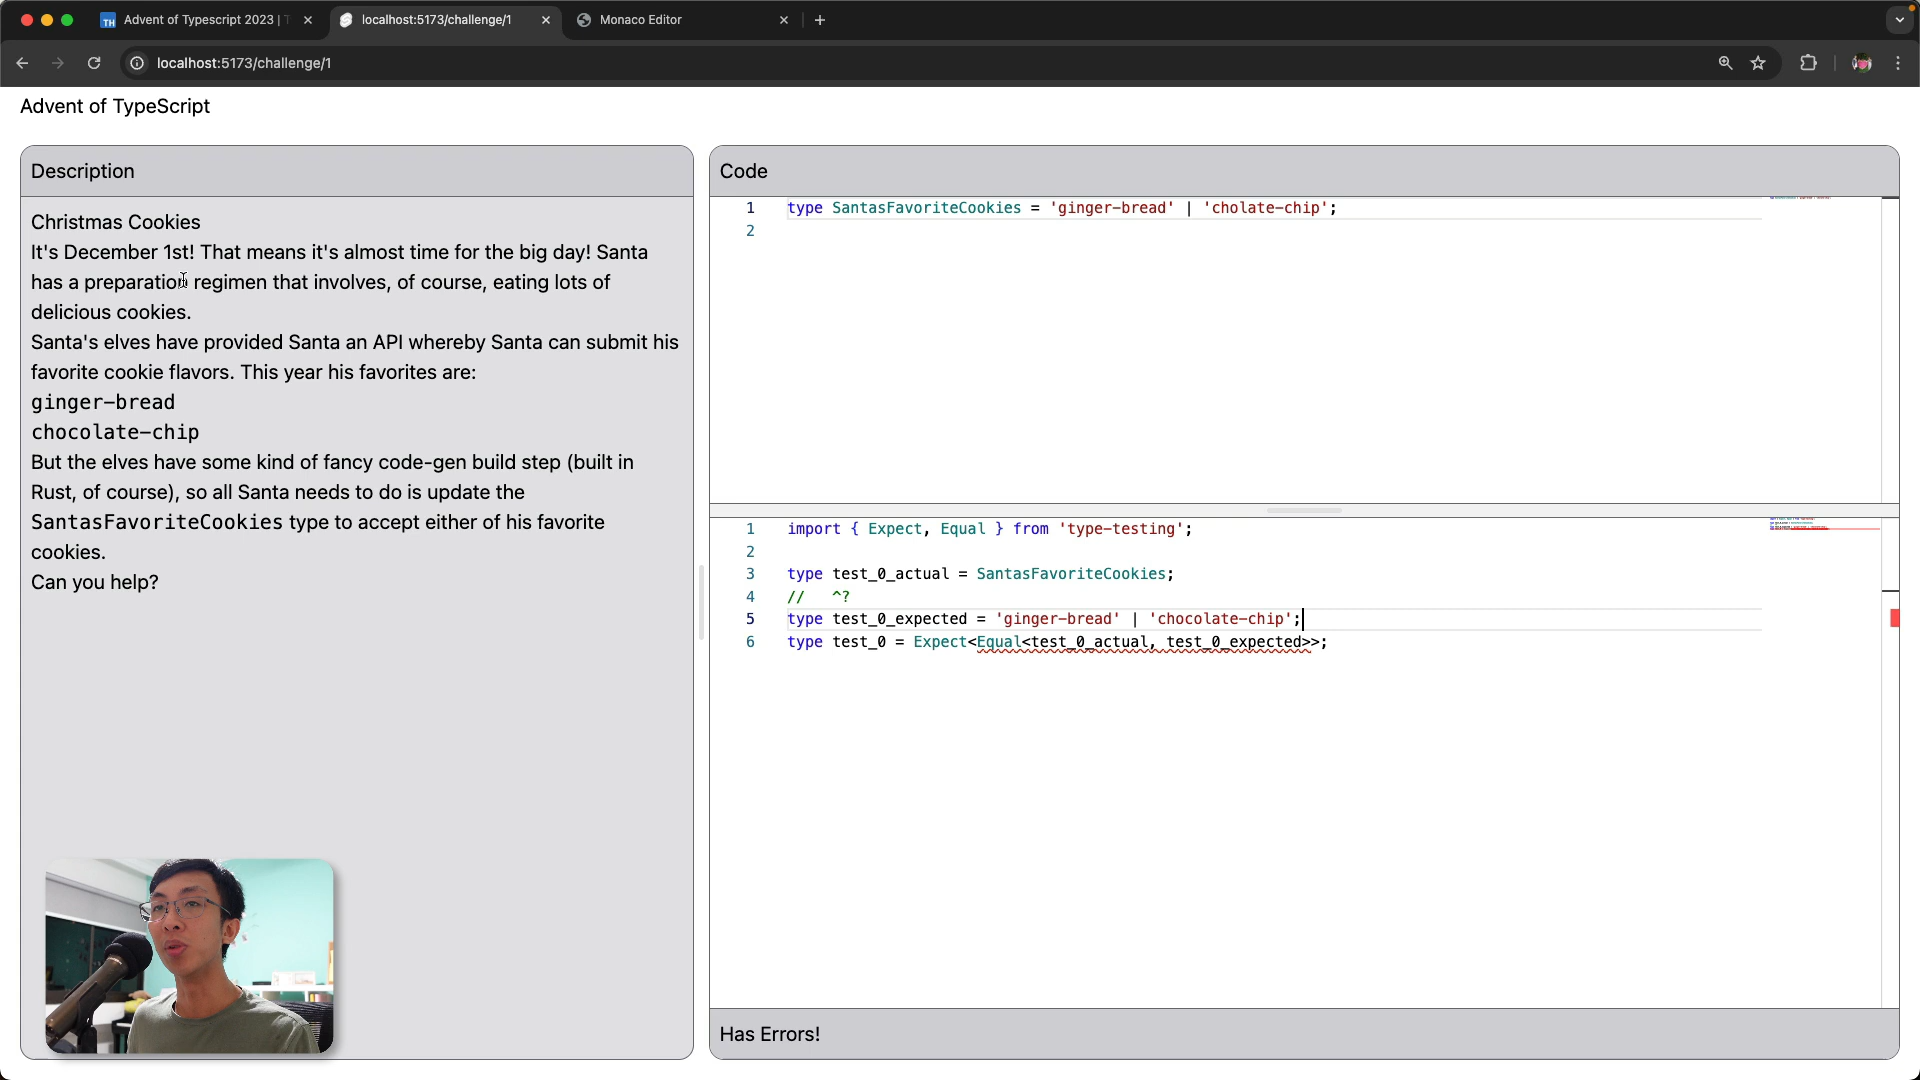 Advent of Typescript 2023 | T
localhost:5173/challenge/1
Monaco Editor
localhost:5173/challenge/1
Advent of TypeScript
Description
Christmas Cookies
It's December 1st! That means it's almost time for the big day! Santa
has a preparation regimen that involves, of course, eating lots of
delicious cookies.
Santa's elves have provided Santa an API whereby Santa can submit his
favorite cookie flavors. This year his favorites are:
ginger-bread
chocolate-chip
But the elves have some kind of fancy code-gen build step (built in
Rust, of course), so all Santa needs to do is update the
SantasFavoriteCookies type to accept either of his favorite
cookies.
Can you help?
Code
1 type SantasFavoriteCookies = 'ginger-bread' | 'cholate-chip';
2
1 import { Expect, Equal } from 'type-testing';
2
3 type test_0_actual = SantasFavoriteCookies;
4 //   ^?
5 type test_0_expected = 'ginger-bread' | 'chocolate-chip';
6 type test_0 = Expect<Equal<test_0_actual, test_0_expected>>;
Has Errors!